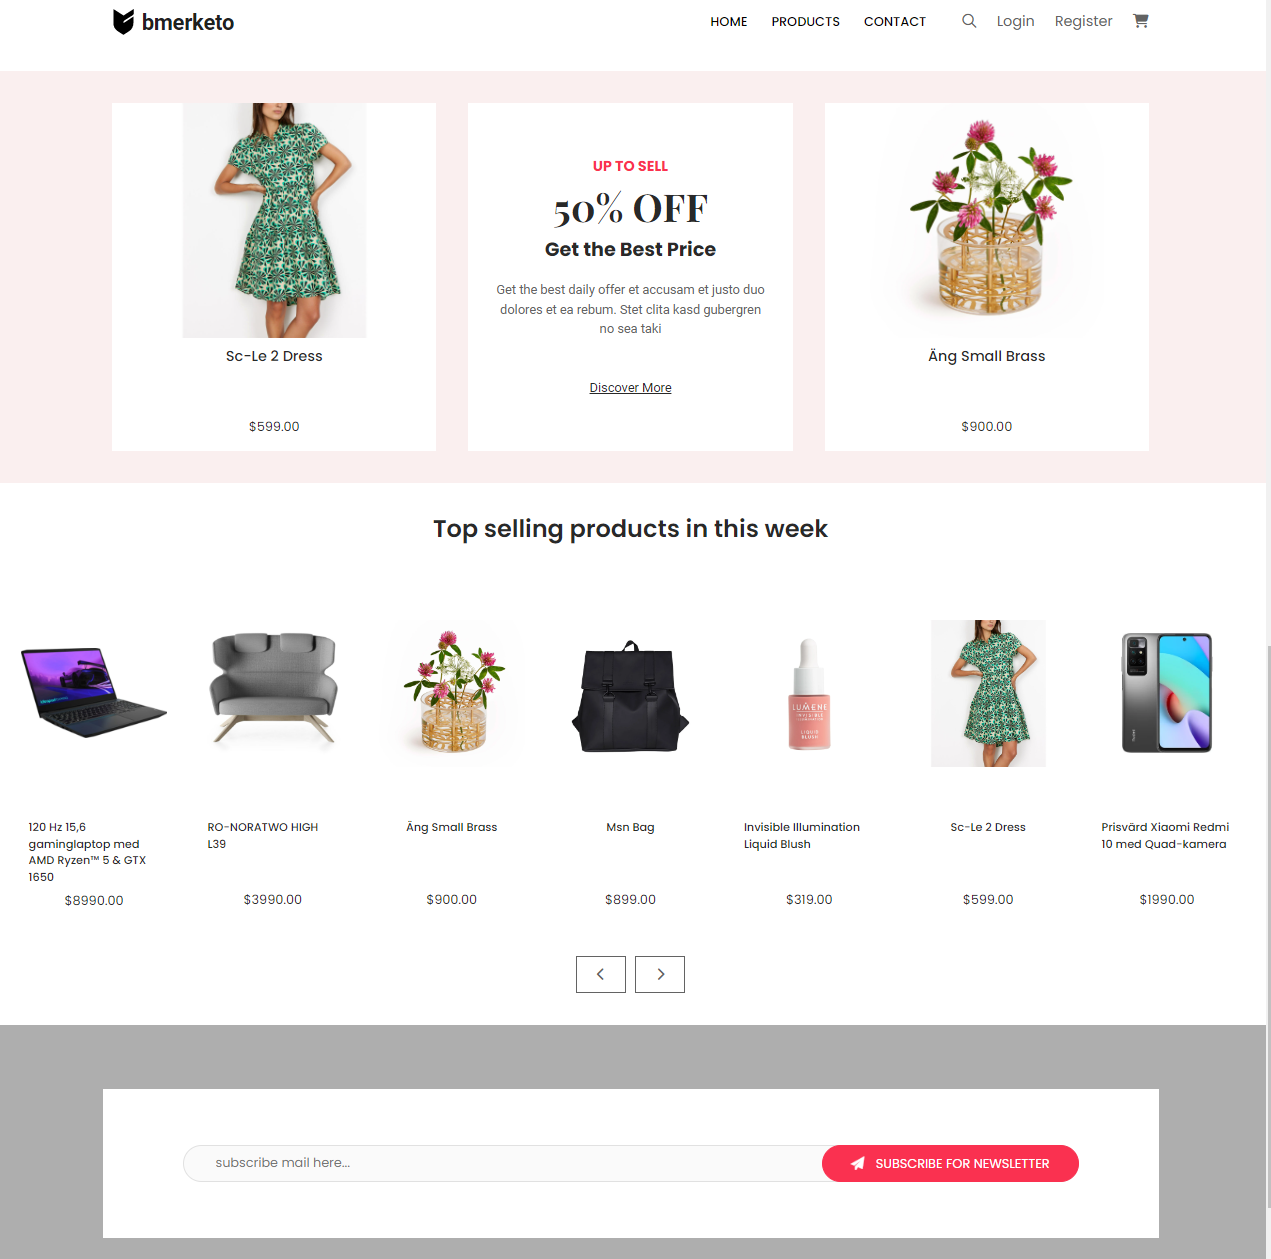 bmerketo
HOME PRODUCTS CONTACT Login Register
UP TO SELL
50% OFF
Get the Best Price
Get the best daily offer et accusam et justo duo
dolores et ea rebum. Stet clita kasd gubergren
no sea taki
Discover More
Sc-Le 2 Dress
$599.00
Äng Small Brass
$900.00
Top selling products in this week
LUMENE
INVISIBLE
ILLUMINATION
LIQUID
BLUSH
120 Hz 15,6
gaminglaptop med
AMD Ryzen™ 5 & GTX
1650
$8990.00
RO-NORATWO HIGH
L39
$3990.00
Äng Small Brass
$900.00
Msn Bag
$899.00
Invisible Illumination
Liquid Blush
$319.00
Sc-Le 2 Dress
$599.00
Prisvärd Xiaomi Redmi
10 med Quad-kamera
$1990.00
subscribe mail here...
SUBSCRIBE FOR NEWSLETTER